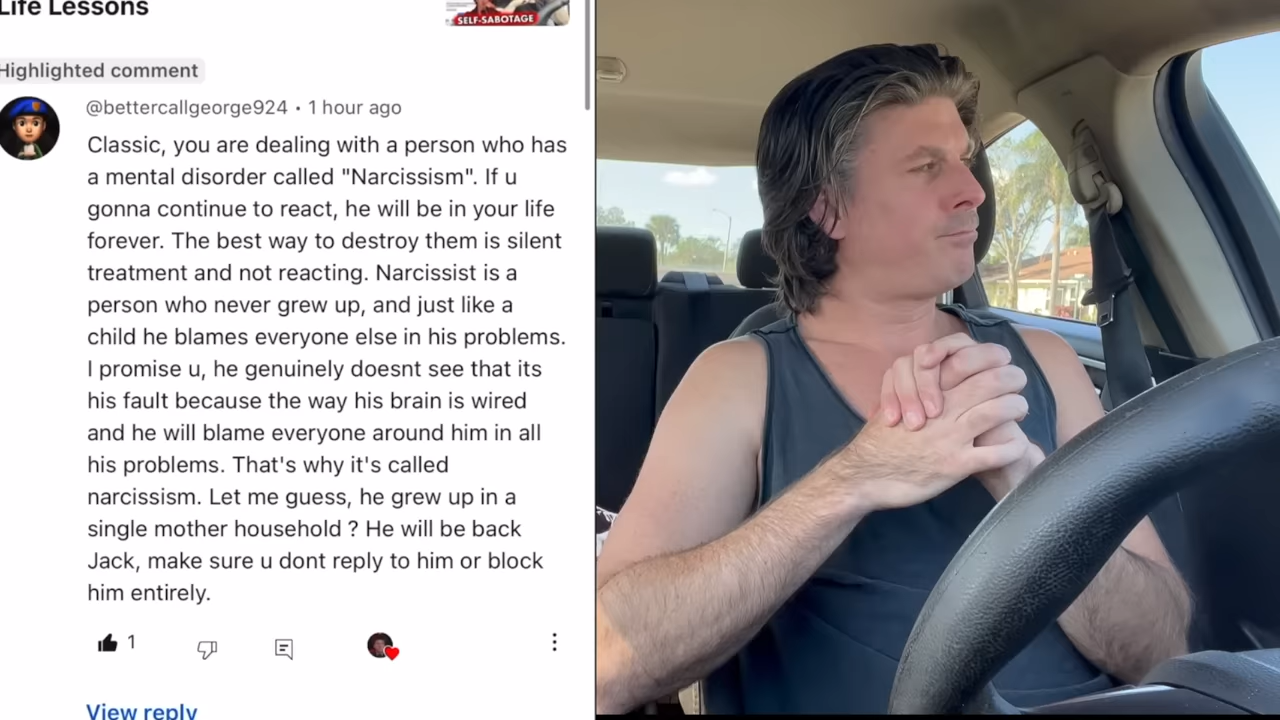 Life Lessons
SELF-SABOTAGE
Highlighted comment
@bettercallgeorge924 • 1 hour ago
Classic, you are dealing with a person who has
a mental disorder called "Narcissism". If u
gonna continue to react, he will be in your life
forever. The best way to destroy them is silent
treatment and not reacting. Narcissist is a
person who never grew up, and just like a
child he blames everyone else in his problems.
I promise u, he genuinely doesnt see that its
his fault because the way his brain is wired
and he will blame everyone around him in all
his problems. That's why it's called
narcissism. Let me guess, he grew up in a
single mother household ? He will be back
Jack, make sure u dont reply to him or block
him entirely.
1
View reply